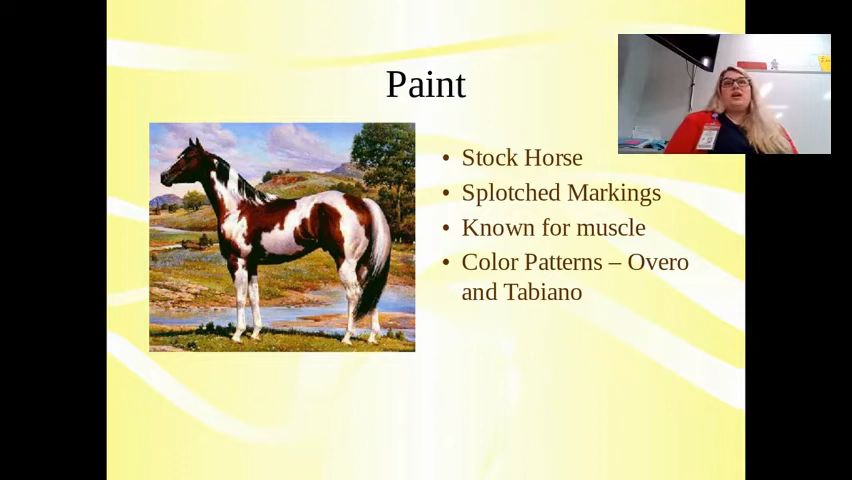 Paint
• Stock Horse
• Splotched Markings
• Known for muscle
• Color Patterns – Overo
and Tabiano